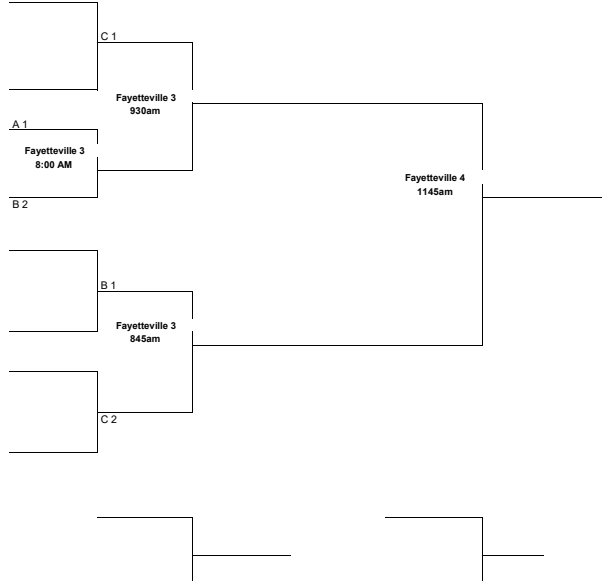 C 1
Fayetteville 3
930am
A 1
Fayetteville 3
8:00 AM
B 2
Fayetteville 4
1145am
B 1
Fayetteville 3
845am
C 2